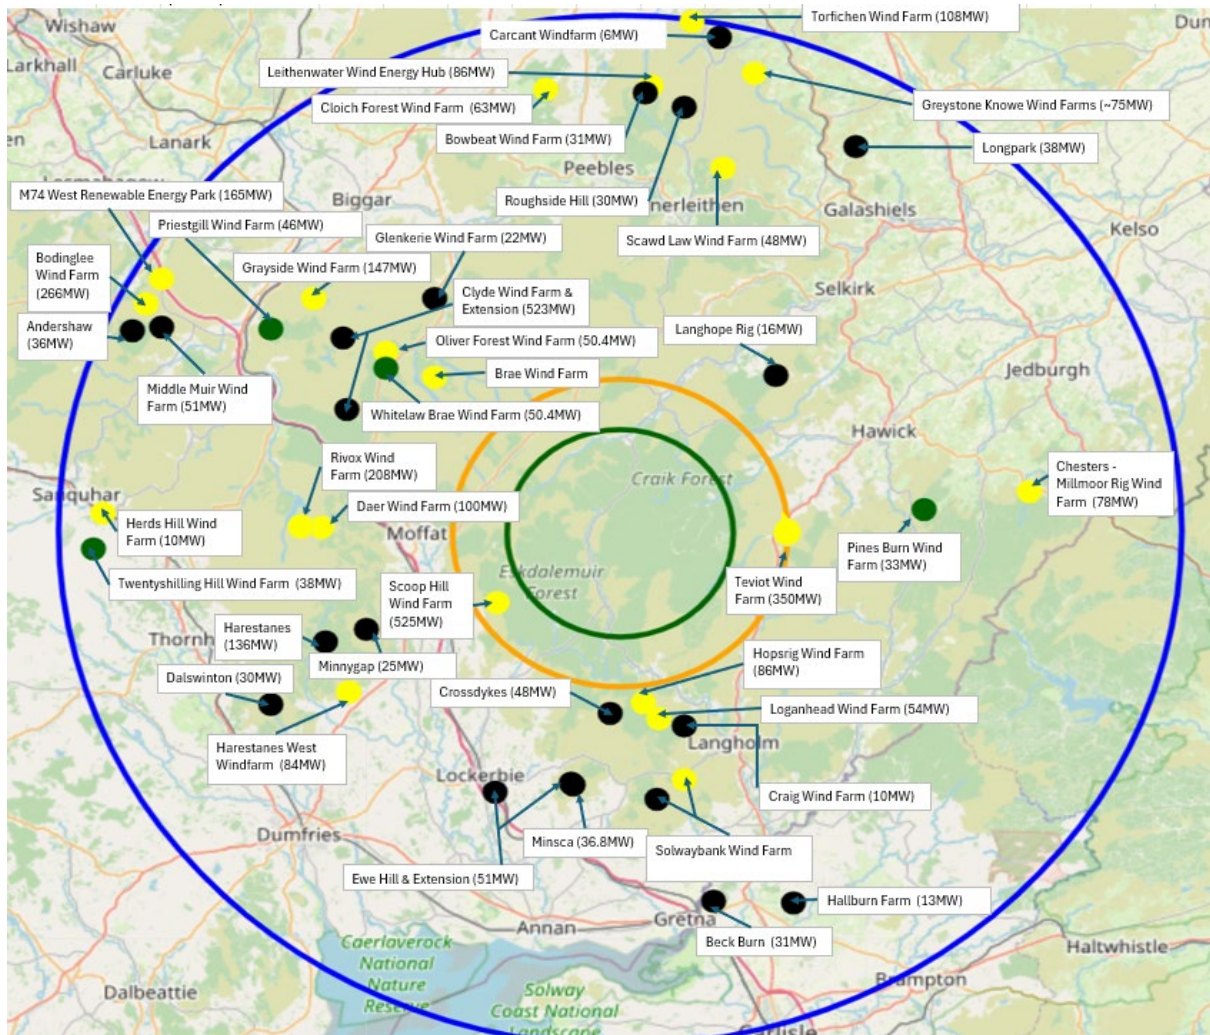 Wishaw
Torfichen Wind Farm (108MW)
Carcant Windfarm (6MW)
Larkhall
Carluke
Leithenwater Wind Energy Hub (86MW)
Cloich Forest Wind Farm (63MW)
Greystone Knowe Wind Farms (~75MW)
Lanark
Bowbeat Wind Farm (31MW)
Longpark (38MW)
Peebles
M74 West Renewable Energy Park (165MW)
Biggar
Roughside Hill (30MW)
nerleithen
Galashiels
Priestgill Wind Farm (46MW)
Glenkerie Wind Farm (22MW)
Scawd Law Wind Farm (48MW)
Kelso
Bodinglee
Wind Farm
(266MW)
Grayside Wind Farm (147MW)
Clyde Wind Farm &
Extension (523MW)
Selkirk
Andershaw
(36MW)
Langhope Rig (16MW)
Oliver Forest Wind Farm (50.4MW)
Jedburgh
Brae Wind Farm
Middle Muir Wind
Farm (51MW)
Whitelaw Brae Wind Farm (50.4MW)
Hawick
Rivox Wind
Farm (208MW)
Craik Forest
Chesters -
Millmoor Rig Wind
Farm (78MW)
Sanquhar
Daer Wind Farm (100MW)
Herds Hill Wind
Farm (10MW)
Moffat
Pines Burn Wind
Farm (33MW)
Twentyshilling Hill Wind Farm (38MW)
Eskdalemuir
Forest
Teviot Wind
Farm (350MW)
Scoop Hill
Wind Farm
(525MW)
Harestanes
(136MW)
Thornh
Minnygap (25MW)
Hopsrig Wind Farm
(86MW)
Dalswinton (30MW)
Crossdykes (48MW)
Loganhead Wind Farm (54MW)
Harestanes West
Windfarm (84MW)
Langholm
Lockerbie
Craig Wind Farm (10MW)
Dumfries
Minsca (36.8MW)
Solwaybank Wind Farm
Ewe Hill & Extension (51MW)
Hallburn Farm (13MW)
Gretna
Annan
Beck Burn (31MW)
Haltwhistle
Caerlaverock
National
Nature
Reserve
Brampton
Dalbeattie
Solway
Coast National
Landscape
Carlisle